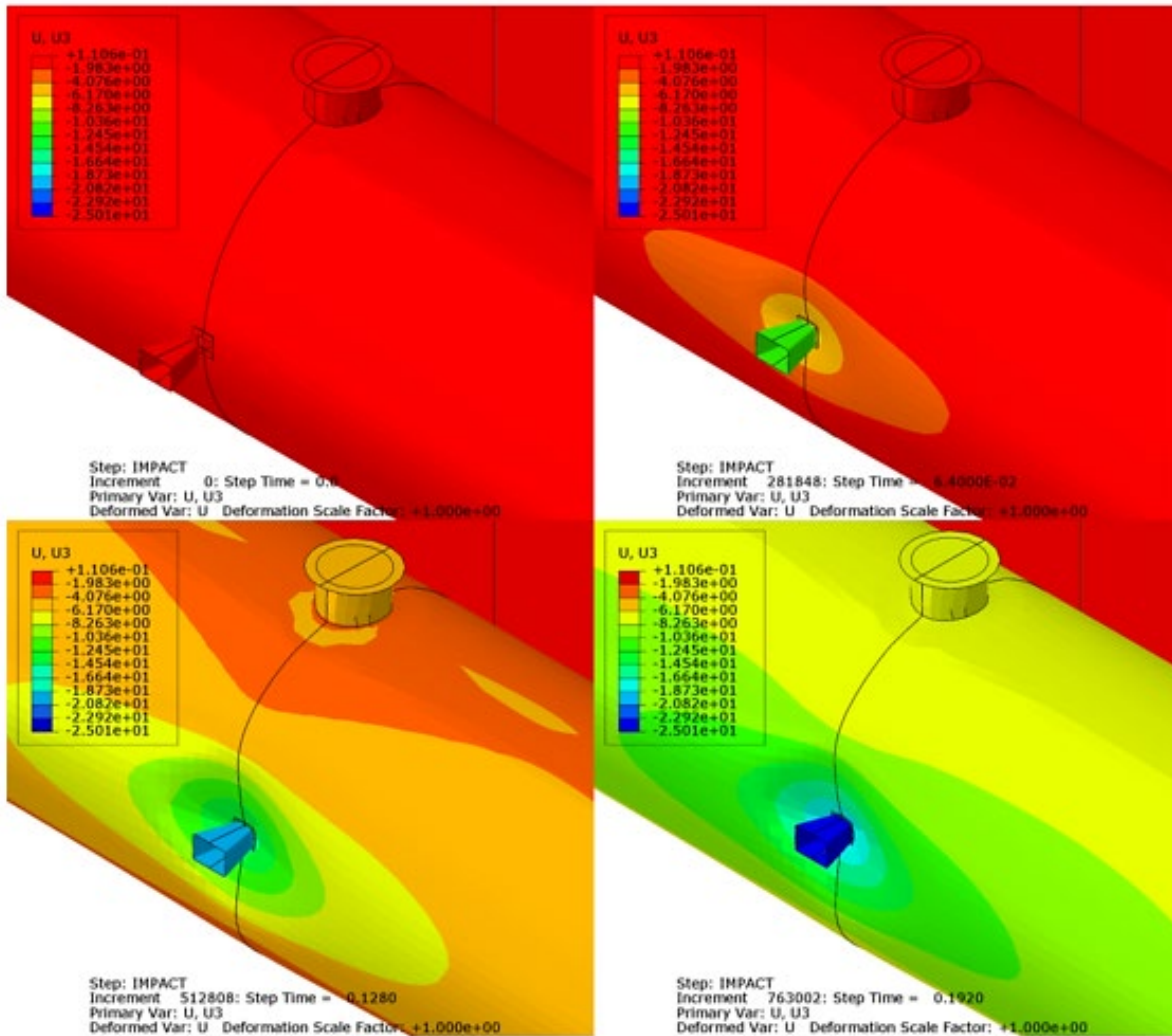 U, U3
+1.106e-01
-1.983e+00
-4.076e+00
-6.170e+00
-8.263e+00
-1.036e+01
-1.245e+01
-1.454e+01
-1.664e+01
-1.873e+01
-2.082e+01
-2.292e+01
-2.501e+01
Step: IMPACT
Increment 0: Step Time = 0.0
Primary Var: U, U3
Deformed Var: U Deformation Scale Factor: +1.000e+00
U, U3
+1.106e-01
-1.983e+00
-4.076e+00
-6.170e+00
-8.263e+00
-1.036e+01
-1.245e+01
-1.454e+01
-1.664e+01
-1.873e+01
-2.082e+01
-2.292e+01
-2.501e+01
Step: IMPACT
Increment 281848: Step Time = 6.4000E-02
Primary Var: U, U3
Deformed Var: U Deformation Scale Factor: +1.000e+00
U, U3
+1.106e-01
-1.983e+00
-4.076e+00
-6.170e+00
-8.263e+00
-1.036e+01
-1.245e+01
-1.454e+01
-1.664e+01
-1.873e+01
-2.082e+01
-2.292e+01
-2.501e+01
Step: IMPACT
Increment 512808: Step Time = 0.1280
Primary Var: U, U3
Deformed Var: U Deformation Scale Factor: +1.000e+00
U, U3
+1.106e-01
-1.983e+00
-4.076e+00
-6.170e+00
-8.263e+00
-1.036e+01
-1.245e+01
-1.454e+01
-1.664e+01
-1.873e+01
-2.082e+01
-2.292e+01
-2.501e+01
Step: IMPACT
Increment 763002: Step Time = 0.1920
Primary Var: U, U3
Deformed Var: U Deformation Scale Factor: +1.000e+00